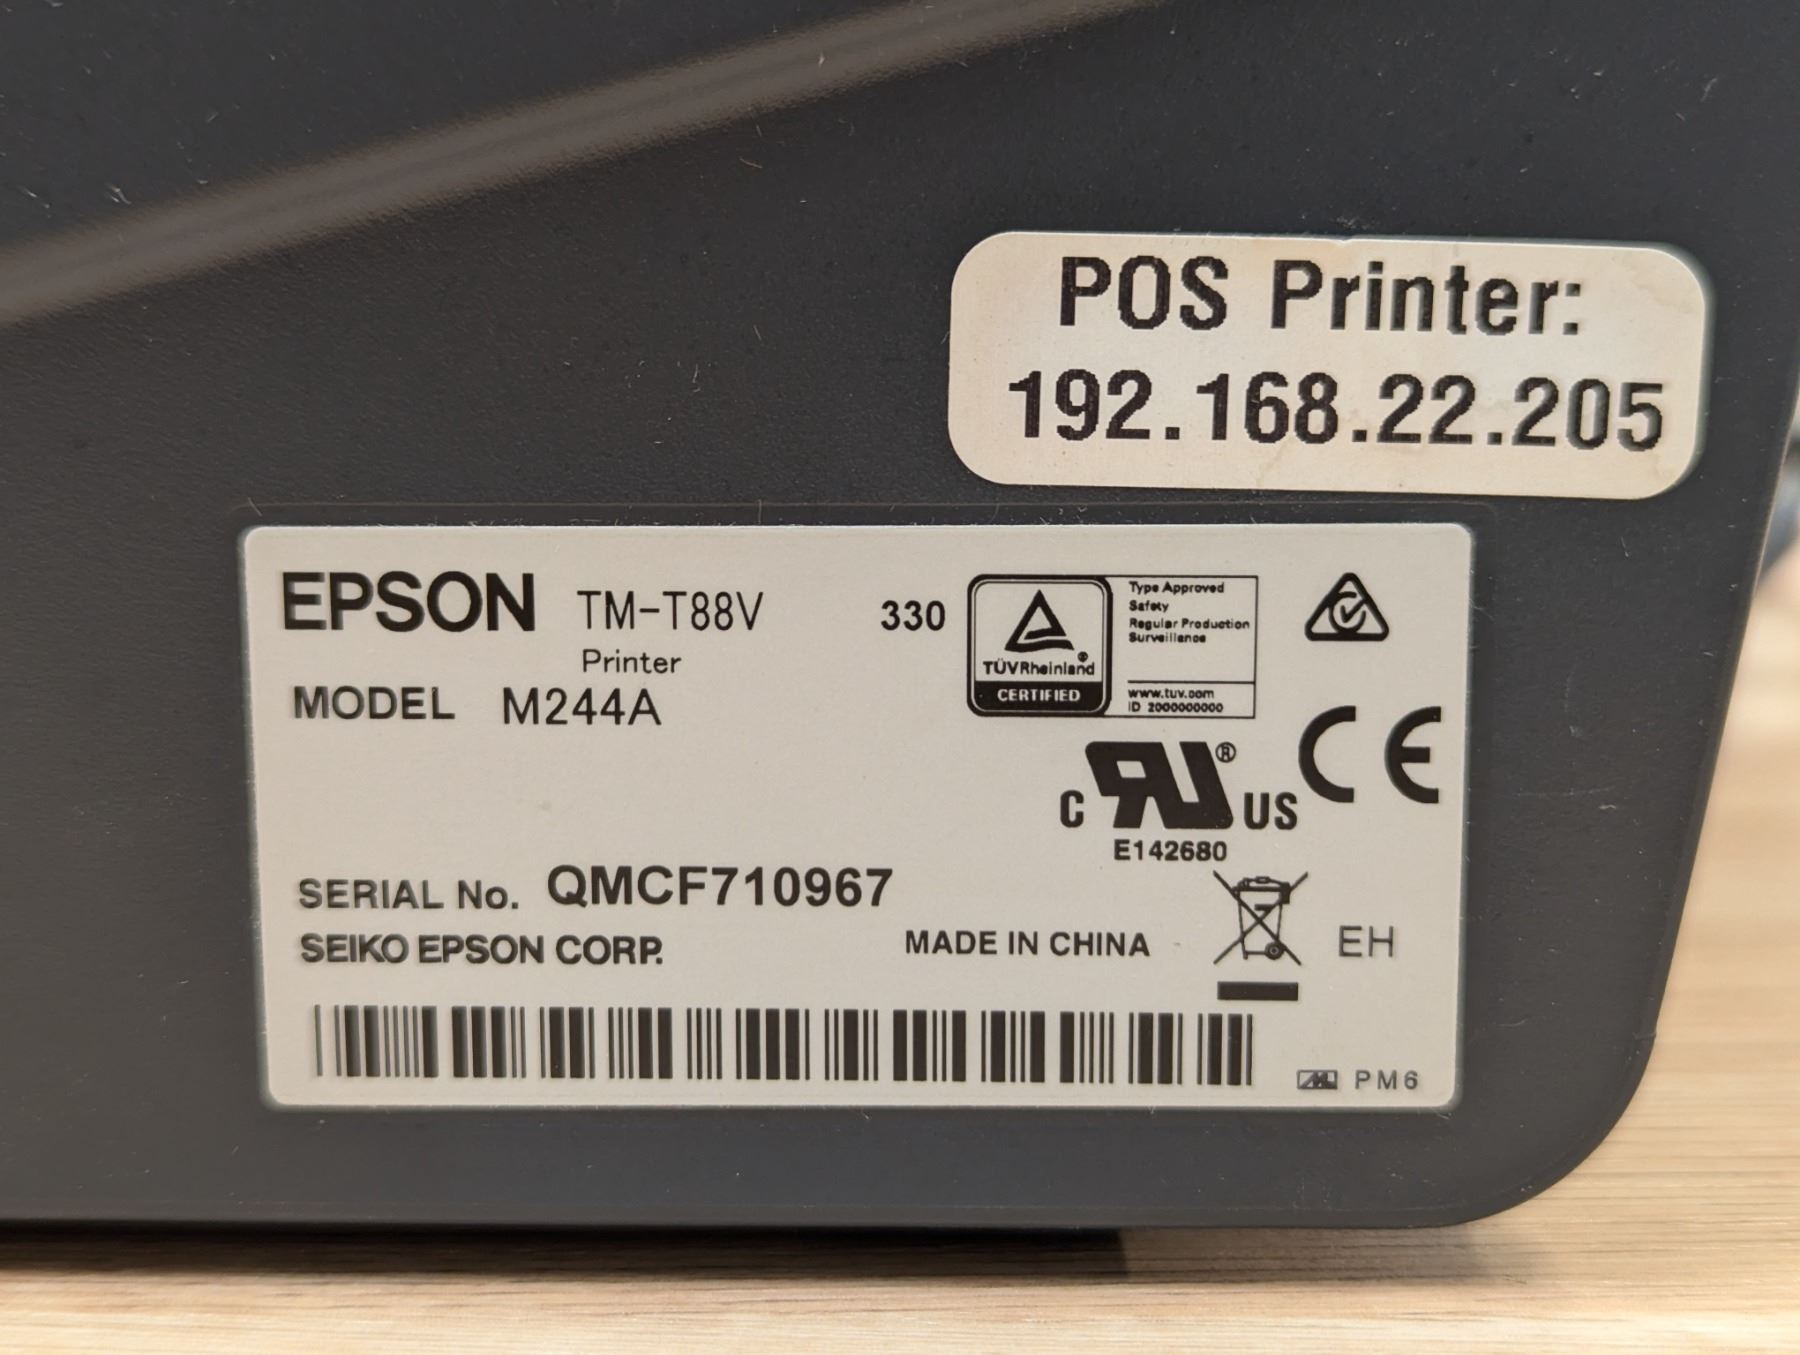 POS Printer:
192.168.22.205
EPSON TM-T88V 330
Printer
MODEL M244A
TÜVRheinland®
CERTIFIED
Type Approved
Safety
Regular Production
Surveillance
www.tuv.com
ID 2000000000
C RU® US
E142680
CE
SERIAL No. QMCF710967
SEIKO EPSON CORP.
MADE IN CHINA
EH
PM6